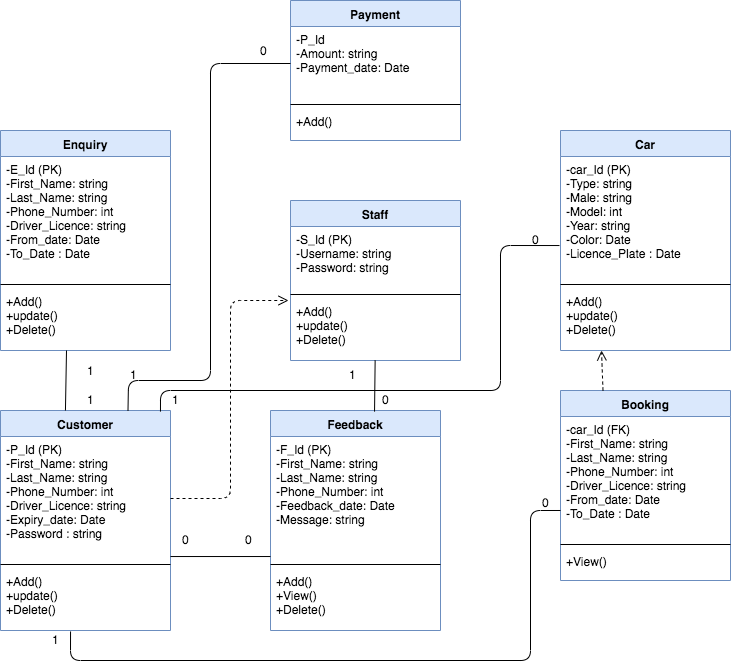 Payment
-P_Id
-Amount: string
-Payment_date: Date
+Add()
0
Enquiry
-E_Id (PK)
-First_Name: string
-Last_Name: string
-Phone_Number: int
-Driver_Licence: string
-From_date: Date
-To_Date : Date
+Add()
+update()
+Delete()
Staff
-S_Id (PK)
-Username: string
-Password: string
+Add()
+update()
+Delete()
Car
-car_Id (PK)
-Type: string
-Male: string
-Model: int
-Year: string
-Color: Date
-Licence_Plate : Date
+Add()
+update()
+Delete()
0
1
1
1
1
1
0
Customer
-P_Id (PK)
-First_Name: string
-Last_Name: string
-Phone_Number: int
-Driver_Licence: string
-Expiry_date: Date
-Password : string
+Add()
+update()
+Delete()
0
0
Feedback
-F_Id (PK)
-First_Name: string
-Last_Name: string
-Phone_Number: int
-Feedback_date: Date
-Message: string
+Add()
+View()
+Delete()
Booking
-car_Id (FK)
-First_Name: string
-Last_Name: string
-Phone_Number: int
-Driver_Licence: string
-From_date: Date
-To_Date : Date
+View()
0
1